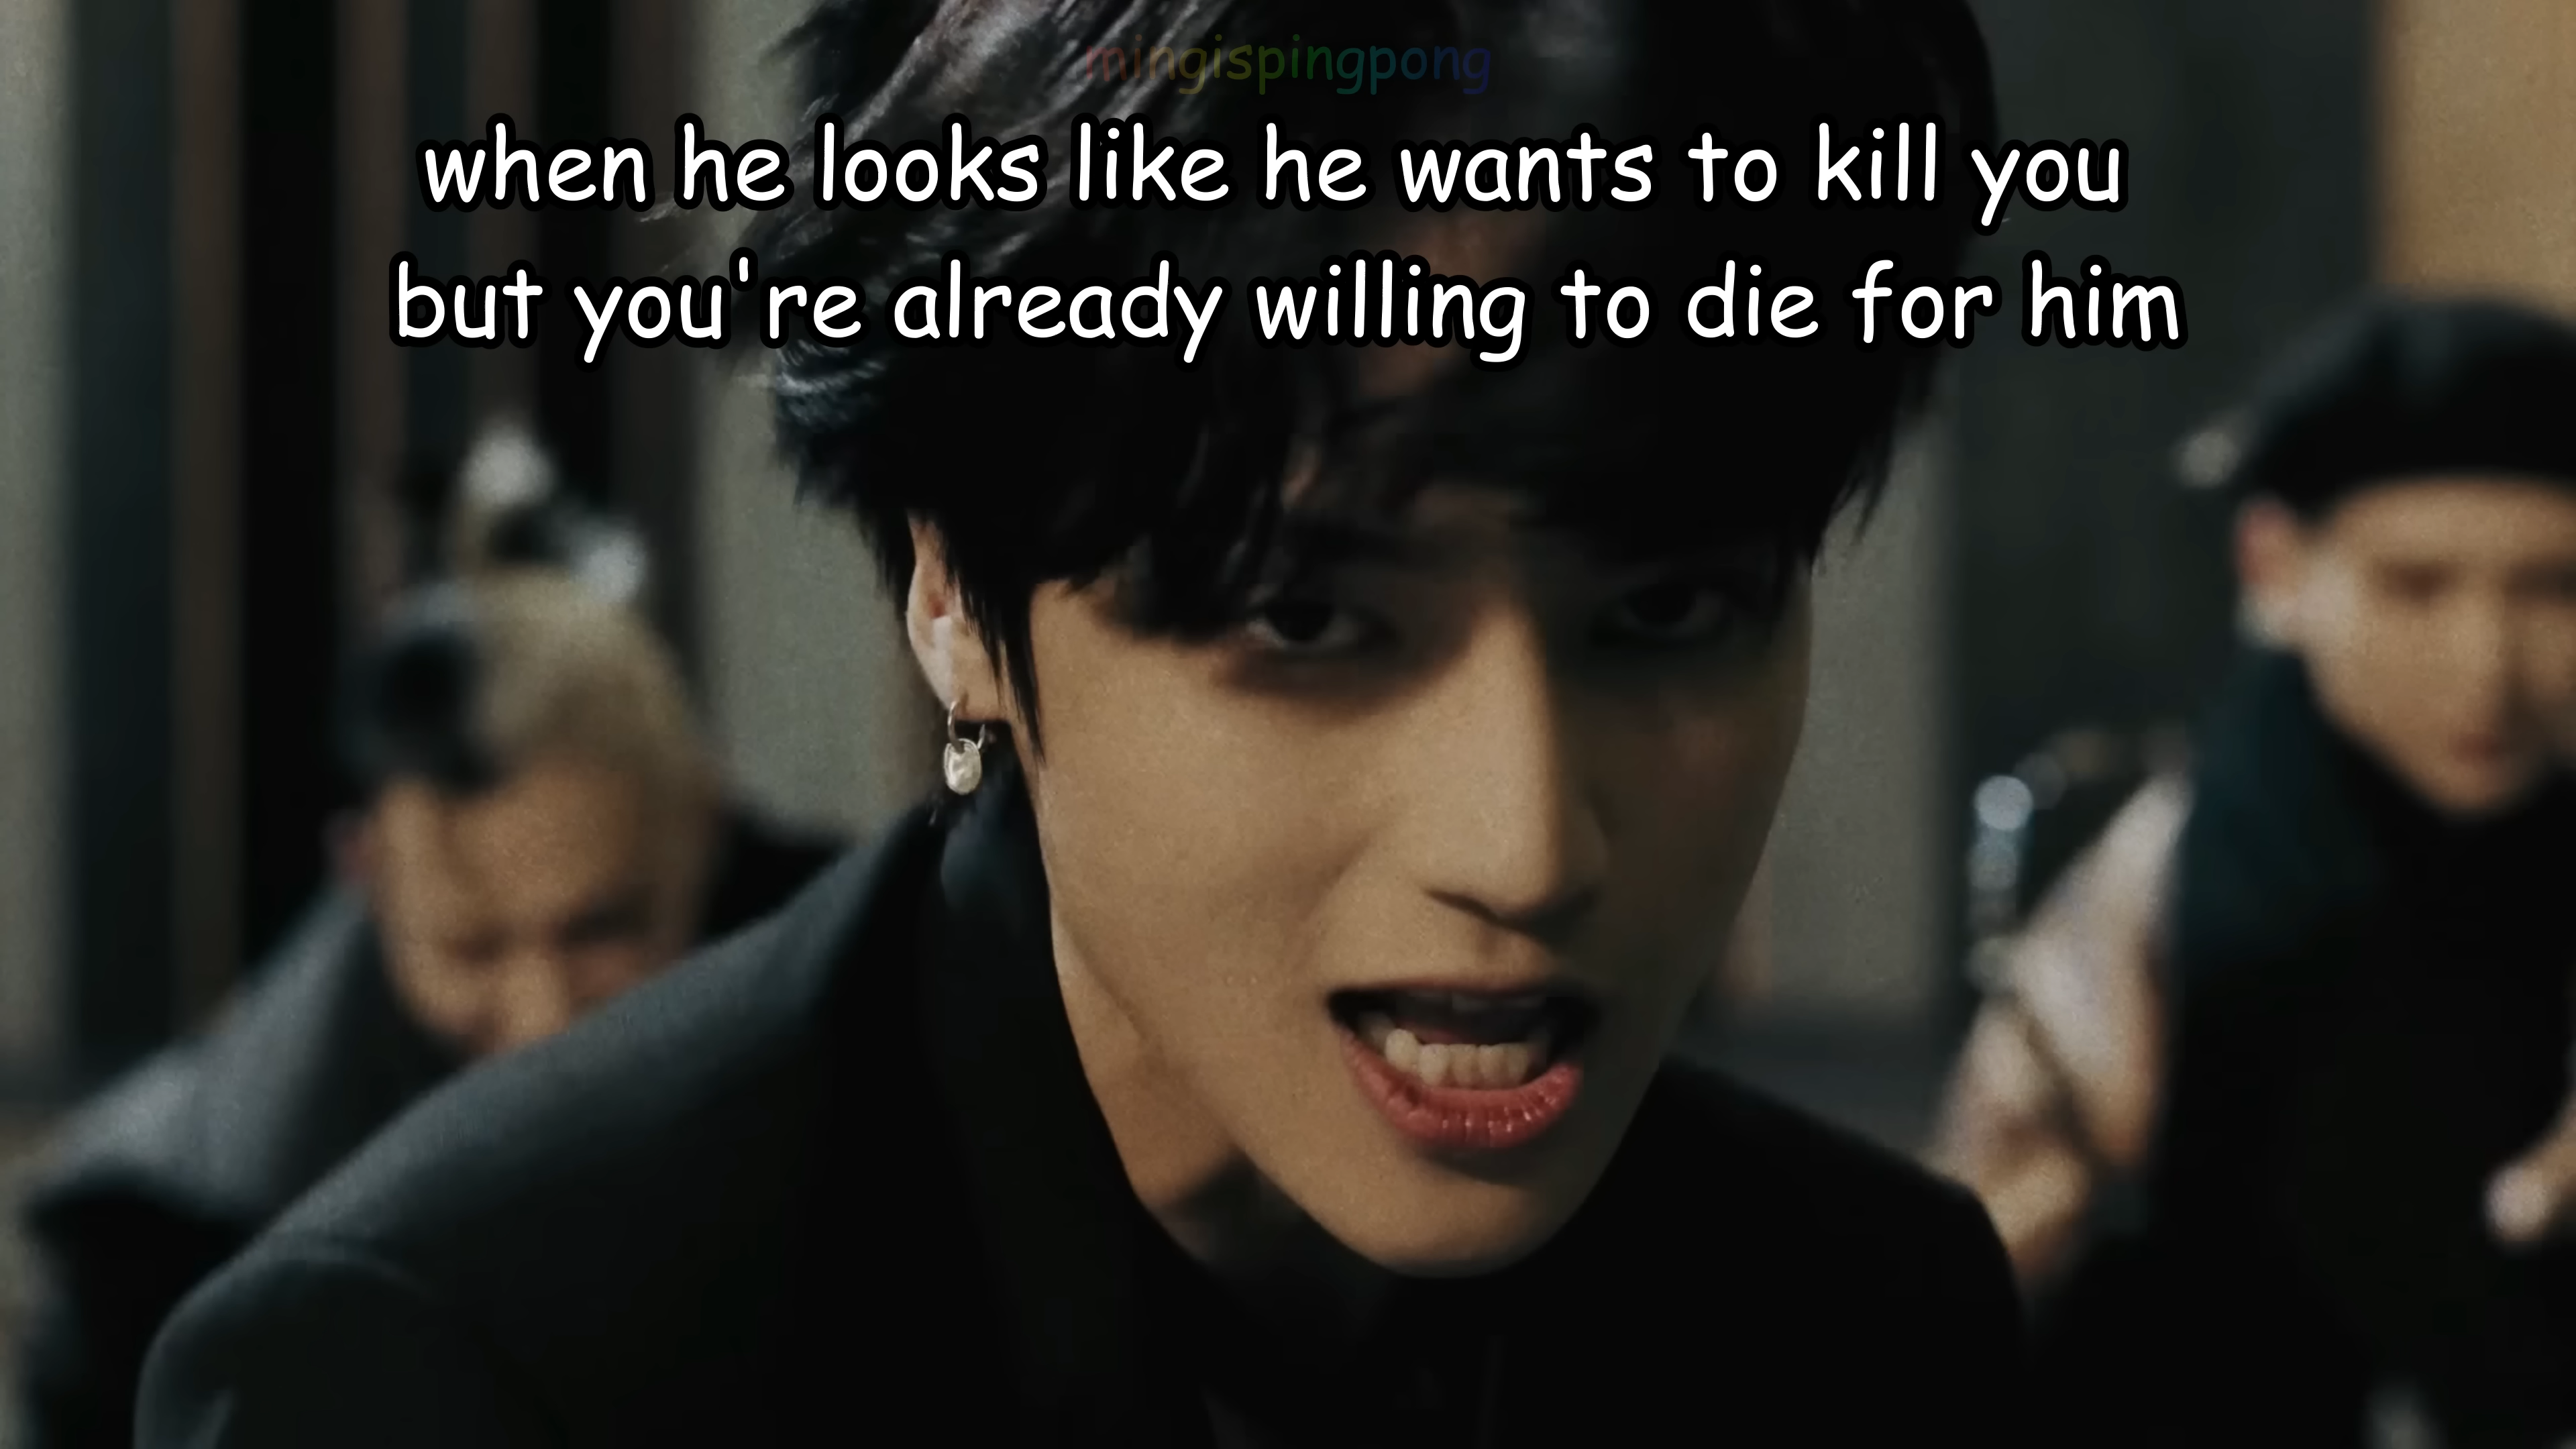 mingispingpong
when he looks like he wants to kill you
but you're already willing to die for him